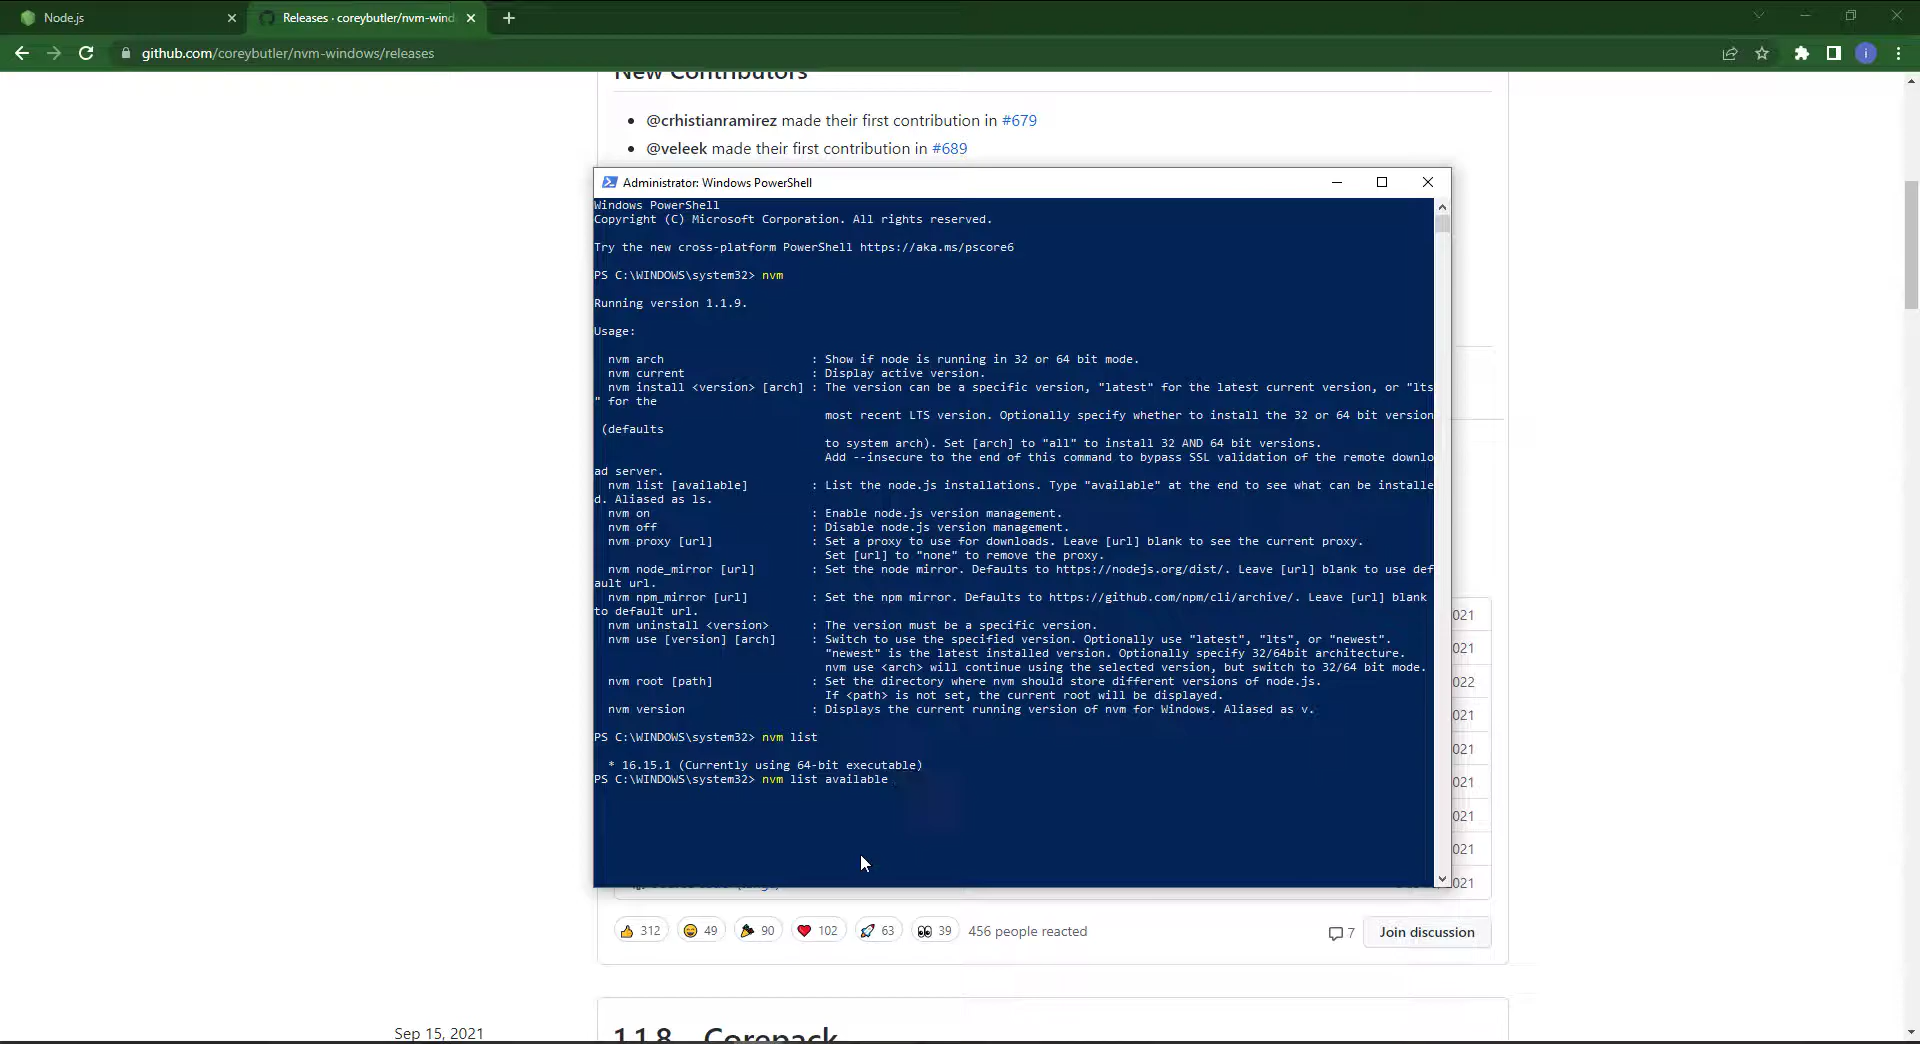 Node.js
Releases · coreybutler/nvm-wind
github.com/coreybutler/nvm-windows/releases
i
New Contributors
@crhistianramirez made their first contribution in #679
@veleek made their first contribution in #689
Administrator: Windows PowerShell
Windows PowerShell
Copyright (C) Microsoft Corporation. All rights reserved.
Try the new cross-platform PowerShell https://aka.ms/pscore6
PS C:\WINDOWS\system32> nvm
Running version 1.1.9.
Usage:
nvm arch : Show if node is running in 32 or 64 bit mode.
nvm current : Display active version.
nvm install <version> [arch] : The version can be a specific version, "latest" for the latest current version, or "lts
" for the
most recent LTS version. Optionally specify whether to install the 32 or 64 bit version
(defaults
to system arch). Set [arch] to "all" to install 32 AND 64 bit versions.
Add --insecure to the end of this command to bypass SSL validation of the remote downlo
ad server.
nvm list [available] : List the node.js installations. Type "available" at the end to see what can be installe
d. Aliased as ls.
nvm on : Enable node.js version management.
nvm off : Disable node.js version management.
nvm proxy [url] : Set a proxy to use for downloads. Leave [url] blank to see the current proxy.
Set [url] to "none" to remove the proxy.
nvm node_mirror [url] : Set the node mirror. Defaults to https://nodejs.org/dist/. Leave [url] blank to use def
ault url.
nvm npm_mirror [url] : Set the npm mirror. Defaults to https://github.com/npm/cli/archive/. Leave [url] blank
to default url.
nvm uninstall <version> : The version must be a specific version.
nvm use [version] [arch] : Switch to use the specified version. Optionally use "latest", "lts", or "newest".
"newest" is the latest installed version. Optionally specify 32/64bit architecture.
nvm use <arch> will continue using the selected version, but switch to 32/64 bit mode.
nvm root [path] : Set the directory where nvm should store different versions of node.js.
If <path> is not set, the current root will be displayed.
nvm version : Displays the current running version of nvm for Windows. Aliased as v.
PS C:\WINDOWS\system32> nvm list
* 16.15.1 (Currently using 64-bit executable)
PS C:\WINDOWS\system32> nvm list available
021
021
022
021
021
021
021
021
021
021
312 49 90 102 63 39 456 people reacted
7 Join discussion
Sep 15, 2021
1.1.8 Corepack